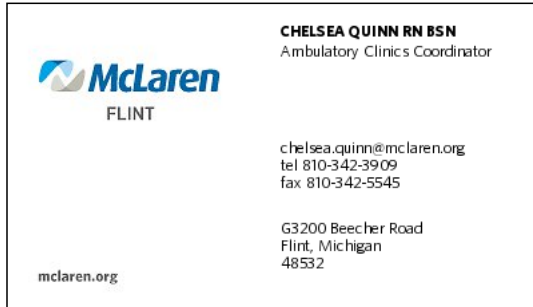 McLaren
FLINT
mclaren.org
CHELSEA QUINN RN BSN
Ambulatory Clinics Coordinator
chelsea.quinn@mclaren.org
tel 810-342-3909
fax 810-342-5545
G3200 Beecher Road
Flint, Michigan
48532